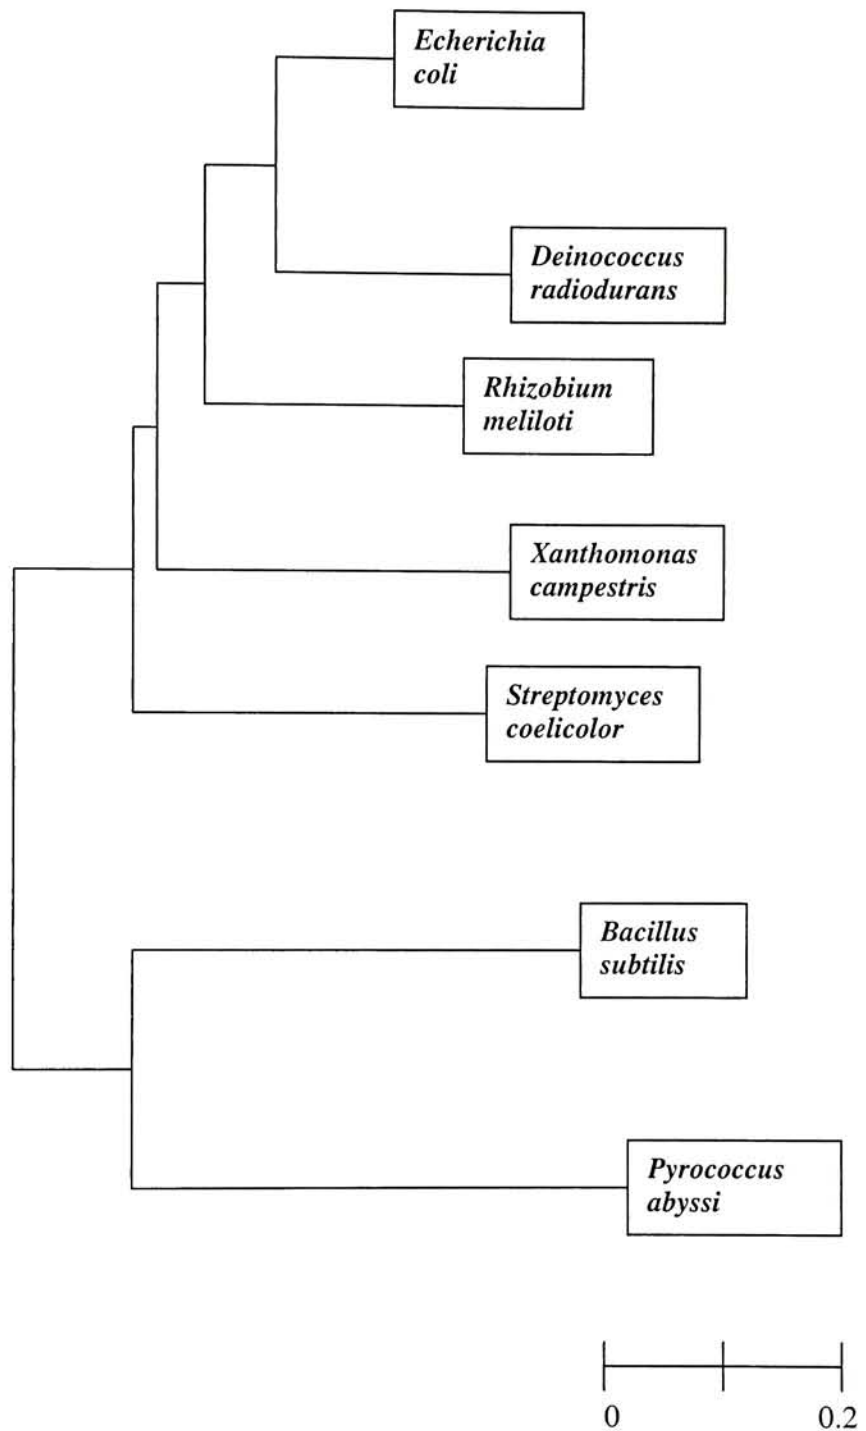 Echerichia
coli
Deinococcus
radiodurans
Rhizobium
meliloti
Xanthomonas
campestris
Streptomyces
coelicolor
Bacillus
subtilis
Pyrococcus
abyssi
0 0.2